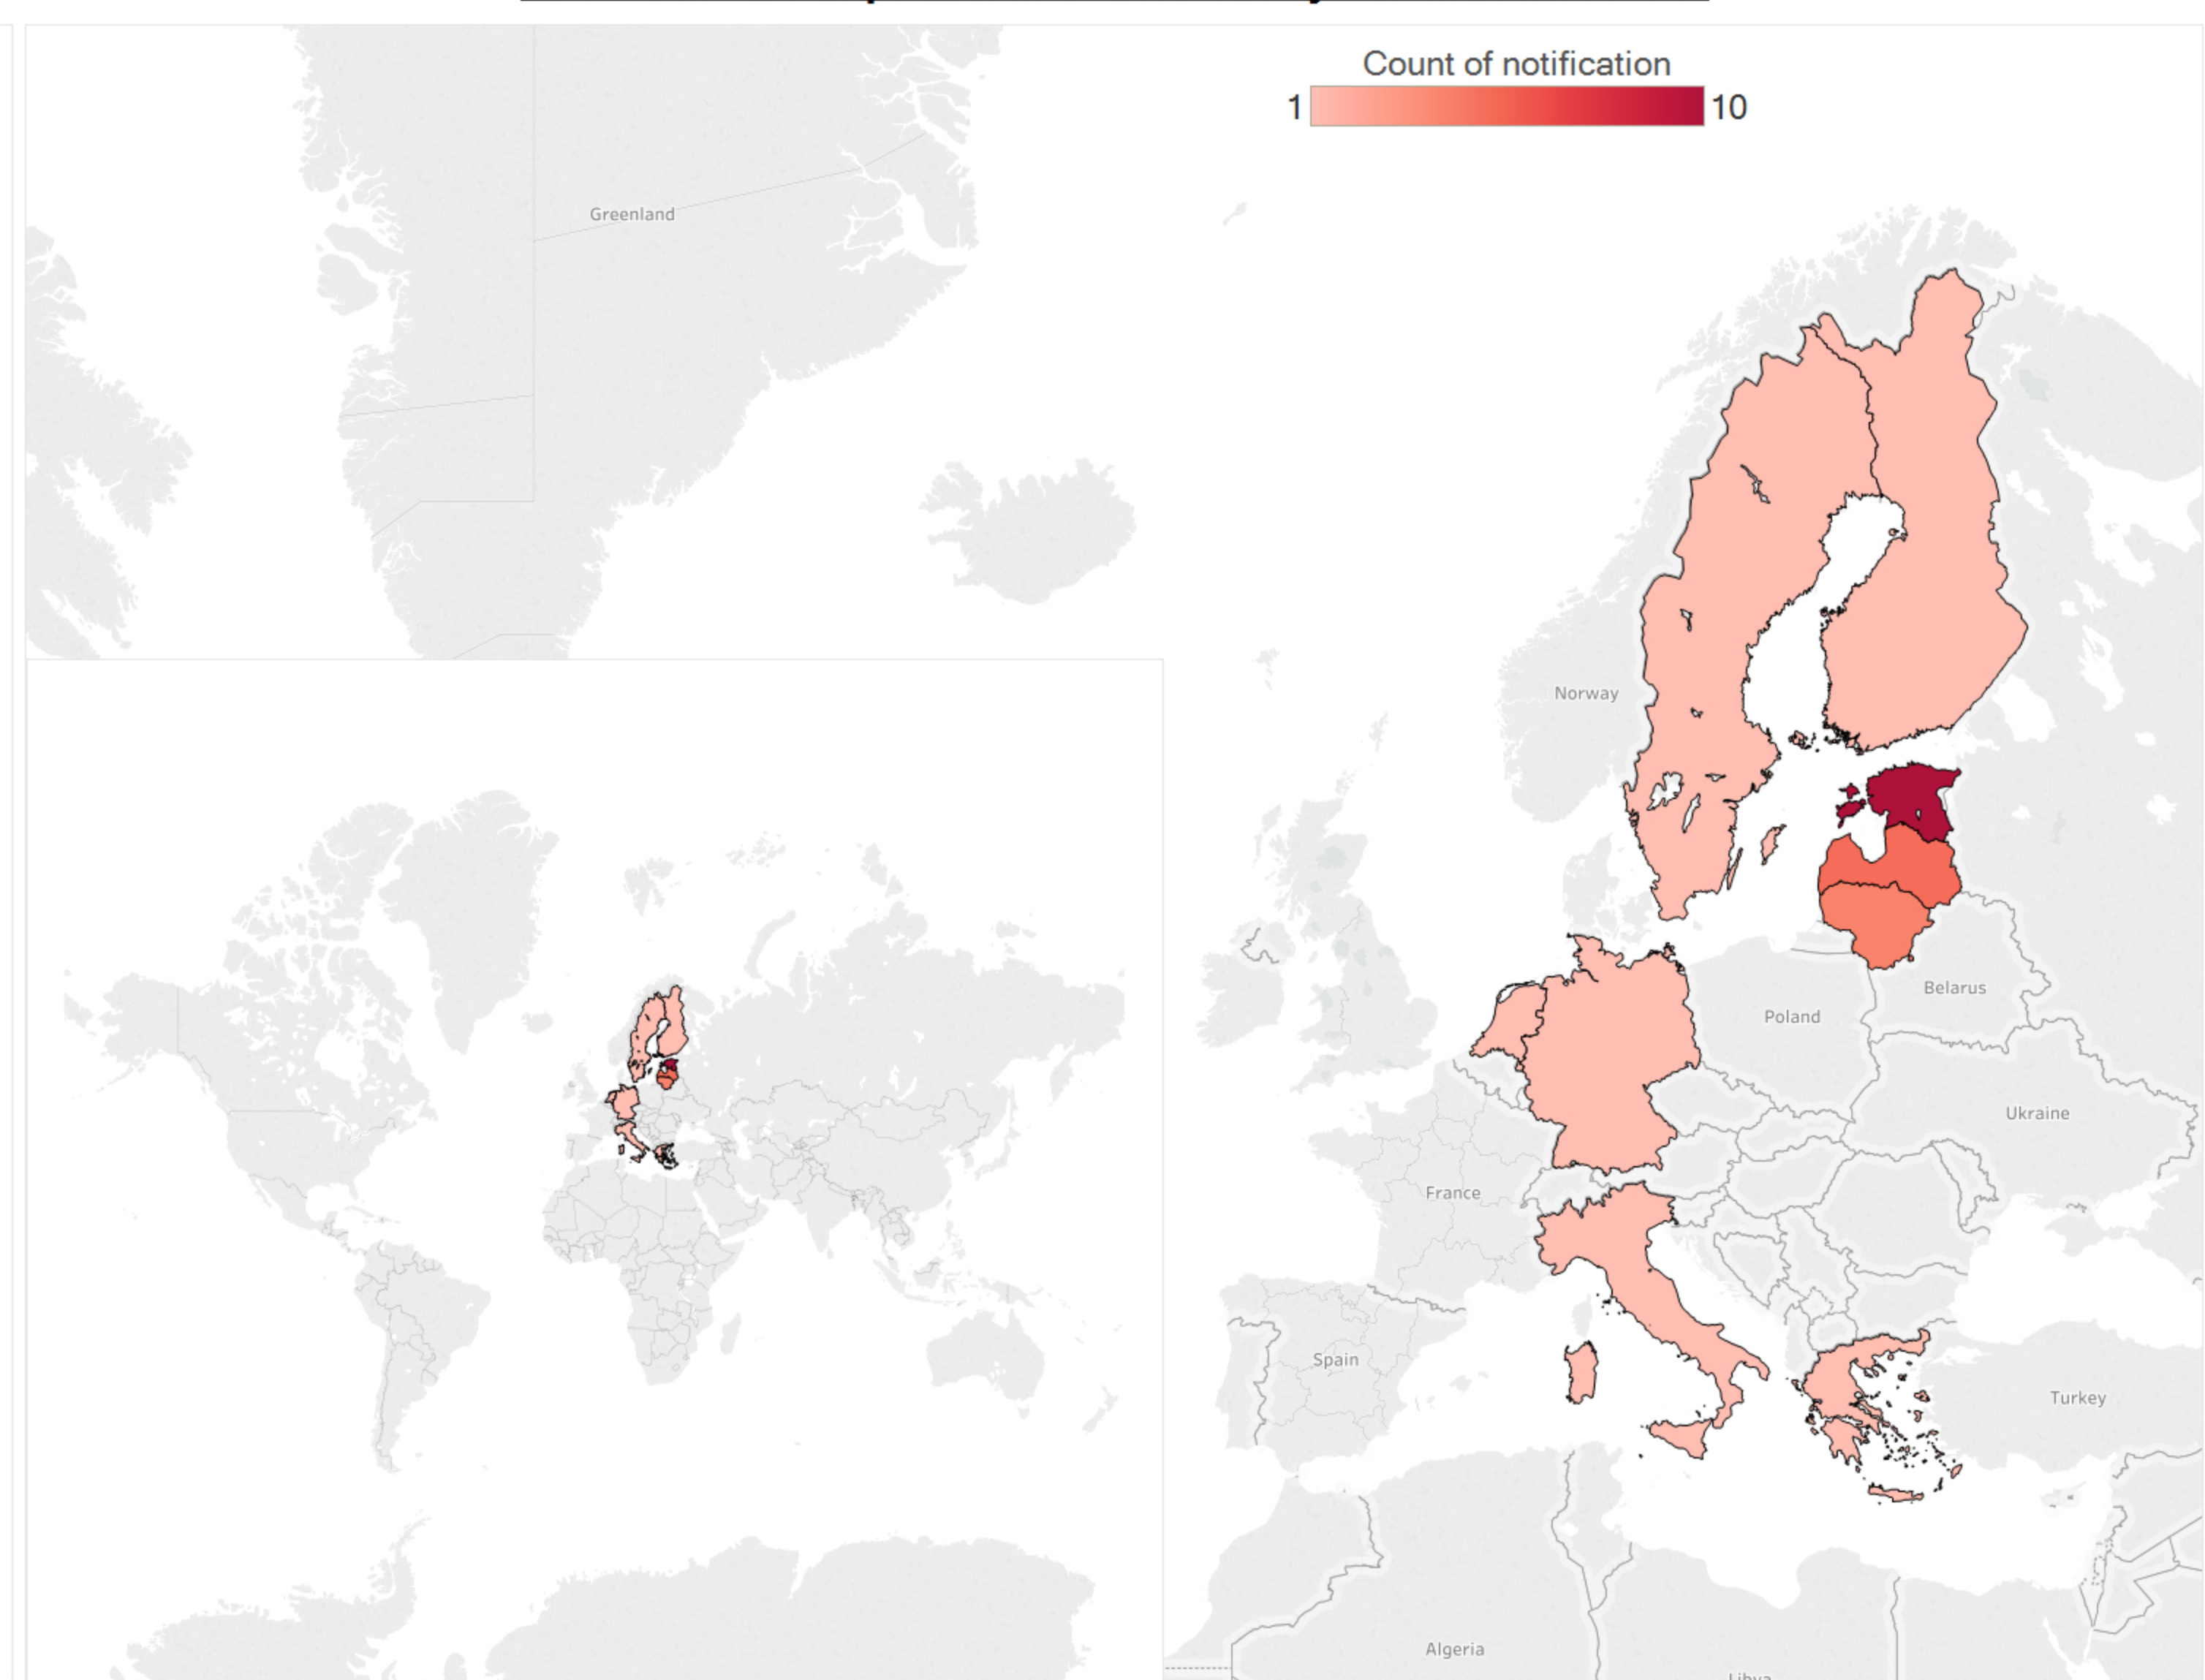 Count of notification
1 10
Greenland
Norway
Belarus
Poland
Ukraine
France
Spain
Turkey
Algeria